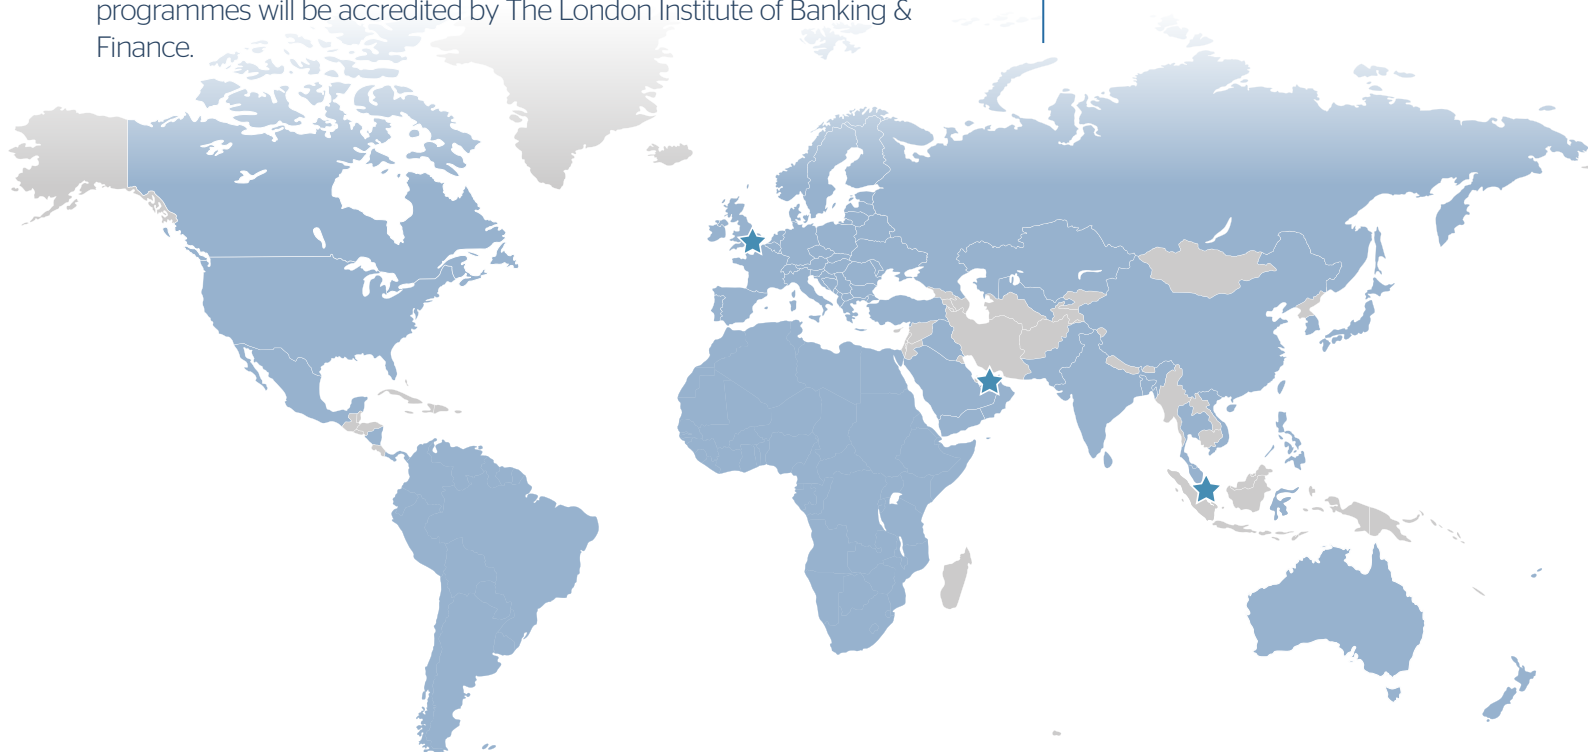 programmes will be accredited by The London Institute of Banking &
Finance.